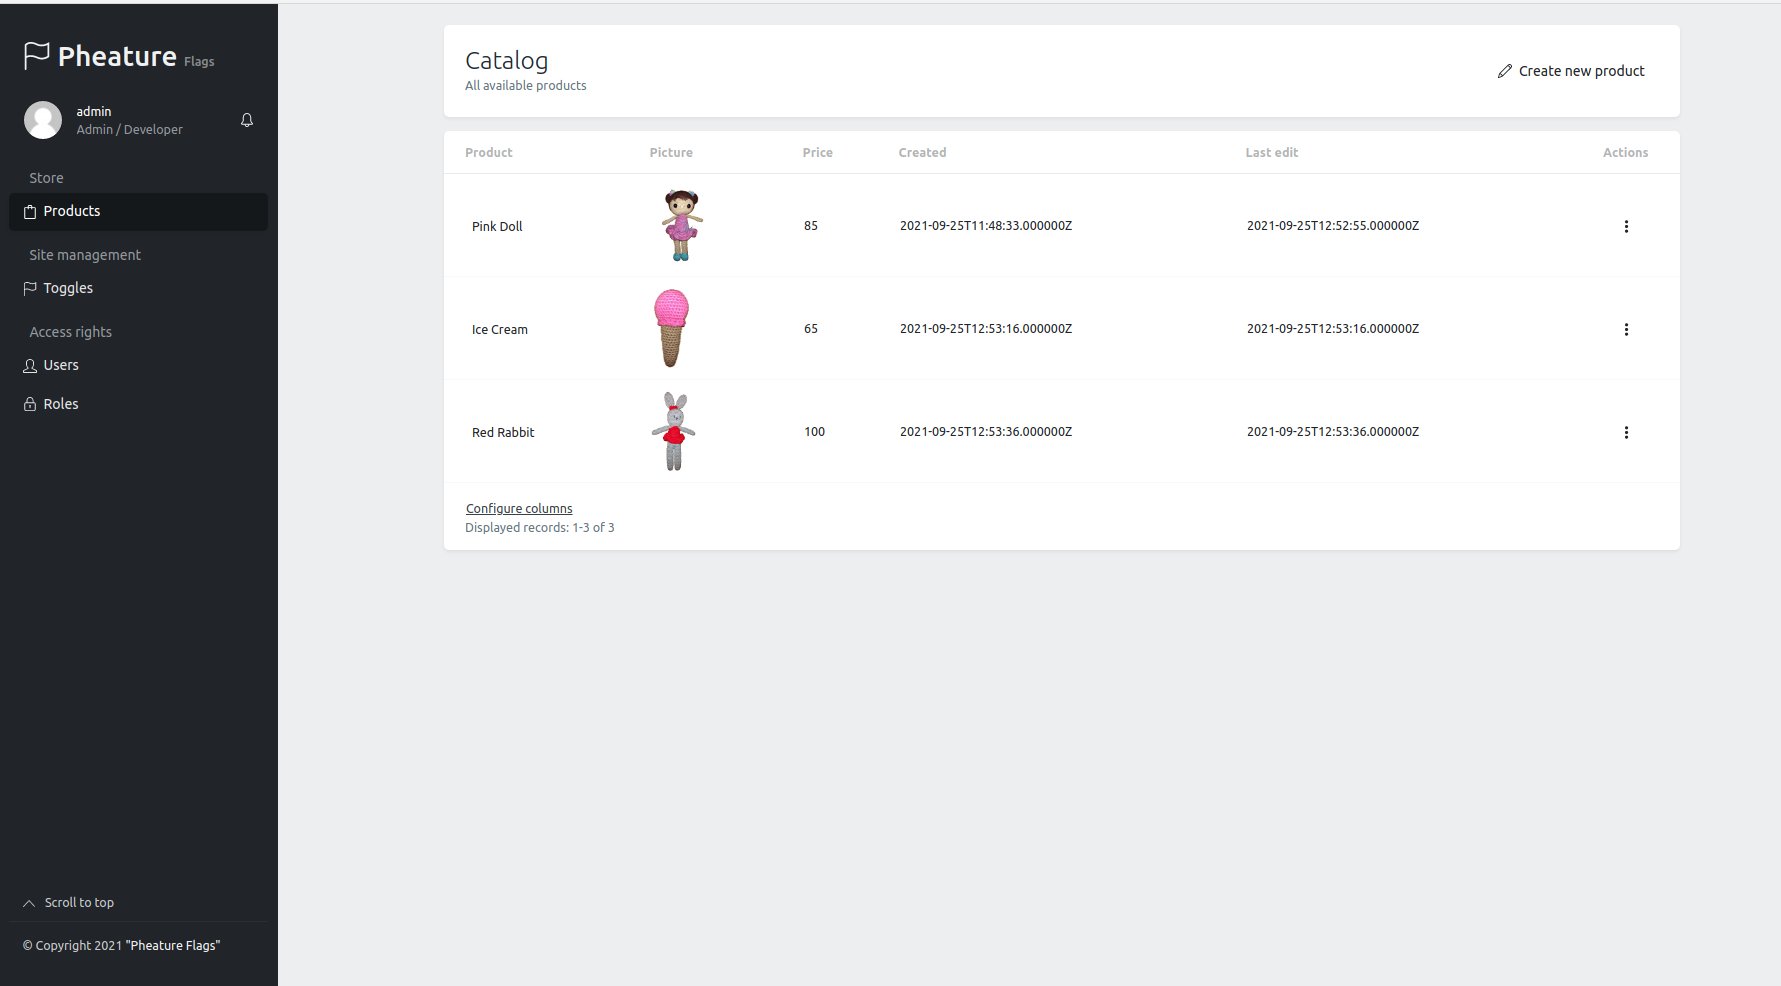 Pheature Flags
admin
Admin / Developer
Store
Products
Site management
Toggles
Access rights
Users
Roles
Scroll to top
© Copyright 2021 "Pheature Flags"
Catalog
All available products
Create new product
Product Picture Price Created Last edit Actions
Pink Doll 85 2021-09-25T11:48:33.000000Z 2021-09-25T12:52:55.000000Z
Ice Cream 65 2021-09-25T12:53:16.000000Z 2021-09-25T12:53:16.000000Z
Red Rabbit 100 2021-09-25T12:53:36.000000Z 2021-09-25T12:53:36.000000Z
Configure columns
Displayed records: 1-3 of 3